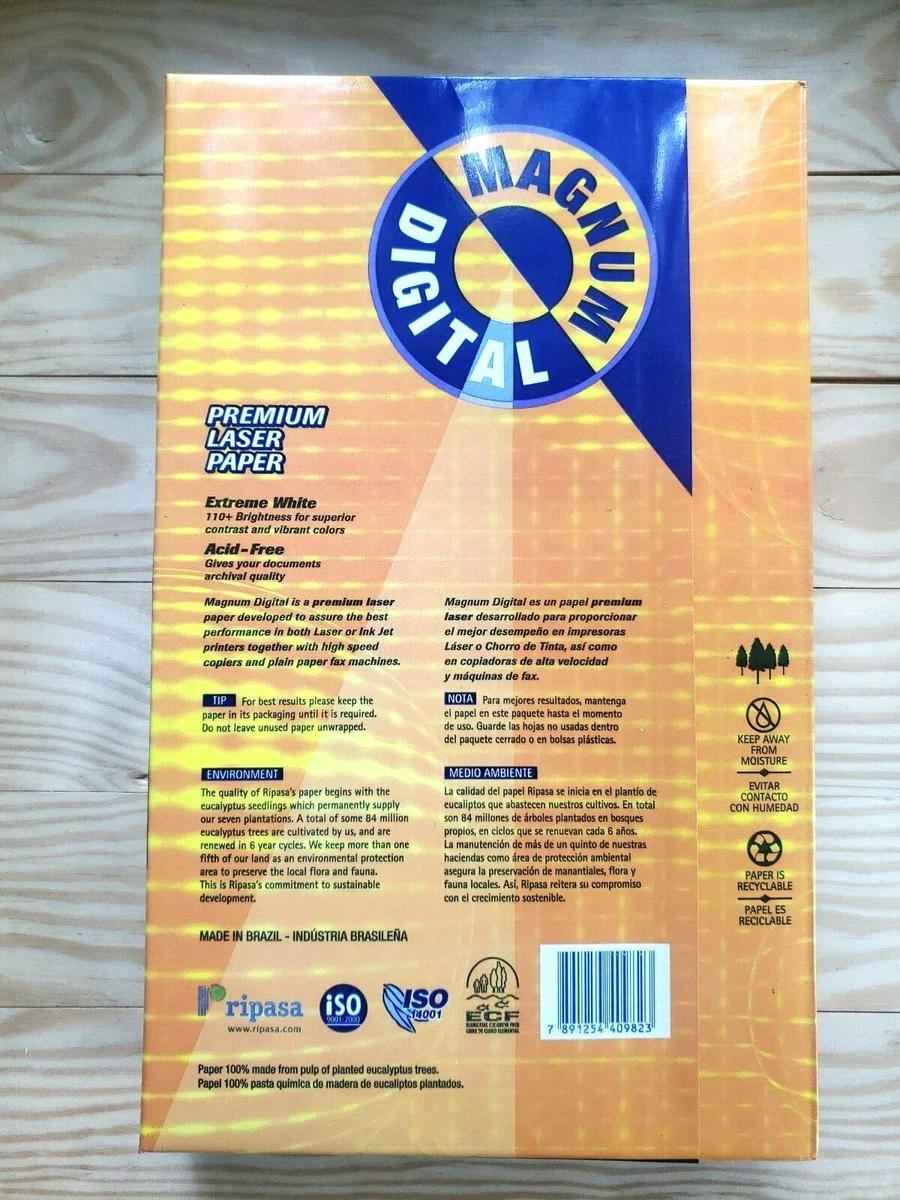 MAGNUM
DIGITAL
PREMIUM
LASER
PAPER
Extreme White
110+ Brightness for superior
contrast and vibrant colors
Acid-Free
Gives your documents
archival quality
Magnum Digital is a premium laser
paper developed to assure the best
performance in both Laser or Ink Jet
printers together with high speed
copiers and plain paper fax machines.
TIP For best results please keep the
paper in its packaging until it is required.
Do not leave unused paper unwrapped.
ENVIRONMENT
The quality of Ripasa's paper begins with the
eucalyptus seedlings which permanently supply
our seven plantations. A total of some 84 million
eucalyptus trees are cultivated by us, and are
renewed in 6 year cycles. We keep more than one
fifth of our land as an environmental protection
area to preserve the local flora and fauna.
This is Ripasa's commitment to sustainable
development.
Magnum Digital es un papel premium
laser desarrollado para proporcionar
el mejor desempeño en impresoras
Láser o Chorro de Tinta, así como
en copiadoras de alta velocidad
y máquinas de fax.
NOTA Para mejores resultados, mantenga
el papel en este paquete hasta el momento
de uso. Guarde las hojas no usadas dentro
del paquete cerrado o en bolsas plásticas.
MEDIO AMBIENTE
La calidad del papel Ripasa se inicia en el plantío de
eucaliptos que abastecen nuestros cultivos. En total
son 84 millones de árboles plantados en bosques
propios, en ciclos que se renuevan cada 6 años.
La manutención de más de un quinto de nuestras
haciendas como área de protección ambiental
asegura la preservación de manantiales, flora y
fauna locales. Así, Ripasa reitera su compromiso
con el crecimiento sostenible.
KEEP AWAY
FROM
MOISTURE
EVITAR
CONTACTO
CON HUMEDAD
PAPER IS
RECYCLABLE
PAPEL ES
RECICLABLE
MADE IN BRAZIL - INDÚSTRIA BRASILEÑA
ripasa
www.ripasa.com
ISO
9001:2000
ISO
14001
ECF
ELEMENTAL CHLORINE FREE
LIBRE DE CLORO ELEMENTAL
7 891254 409823
Paper 100% made from pulp of planted eucalyptus trees.
Papel 100% pasta química de madera de eucaliptos plantados.